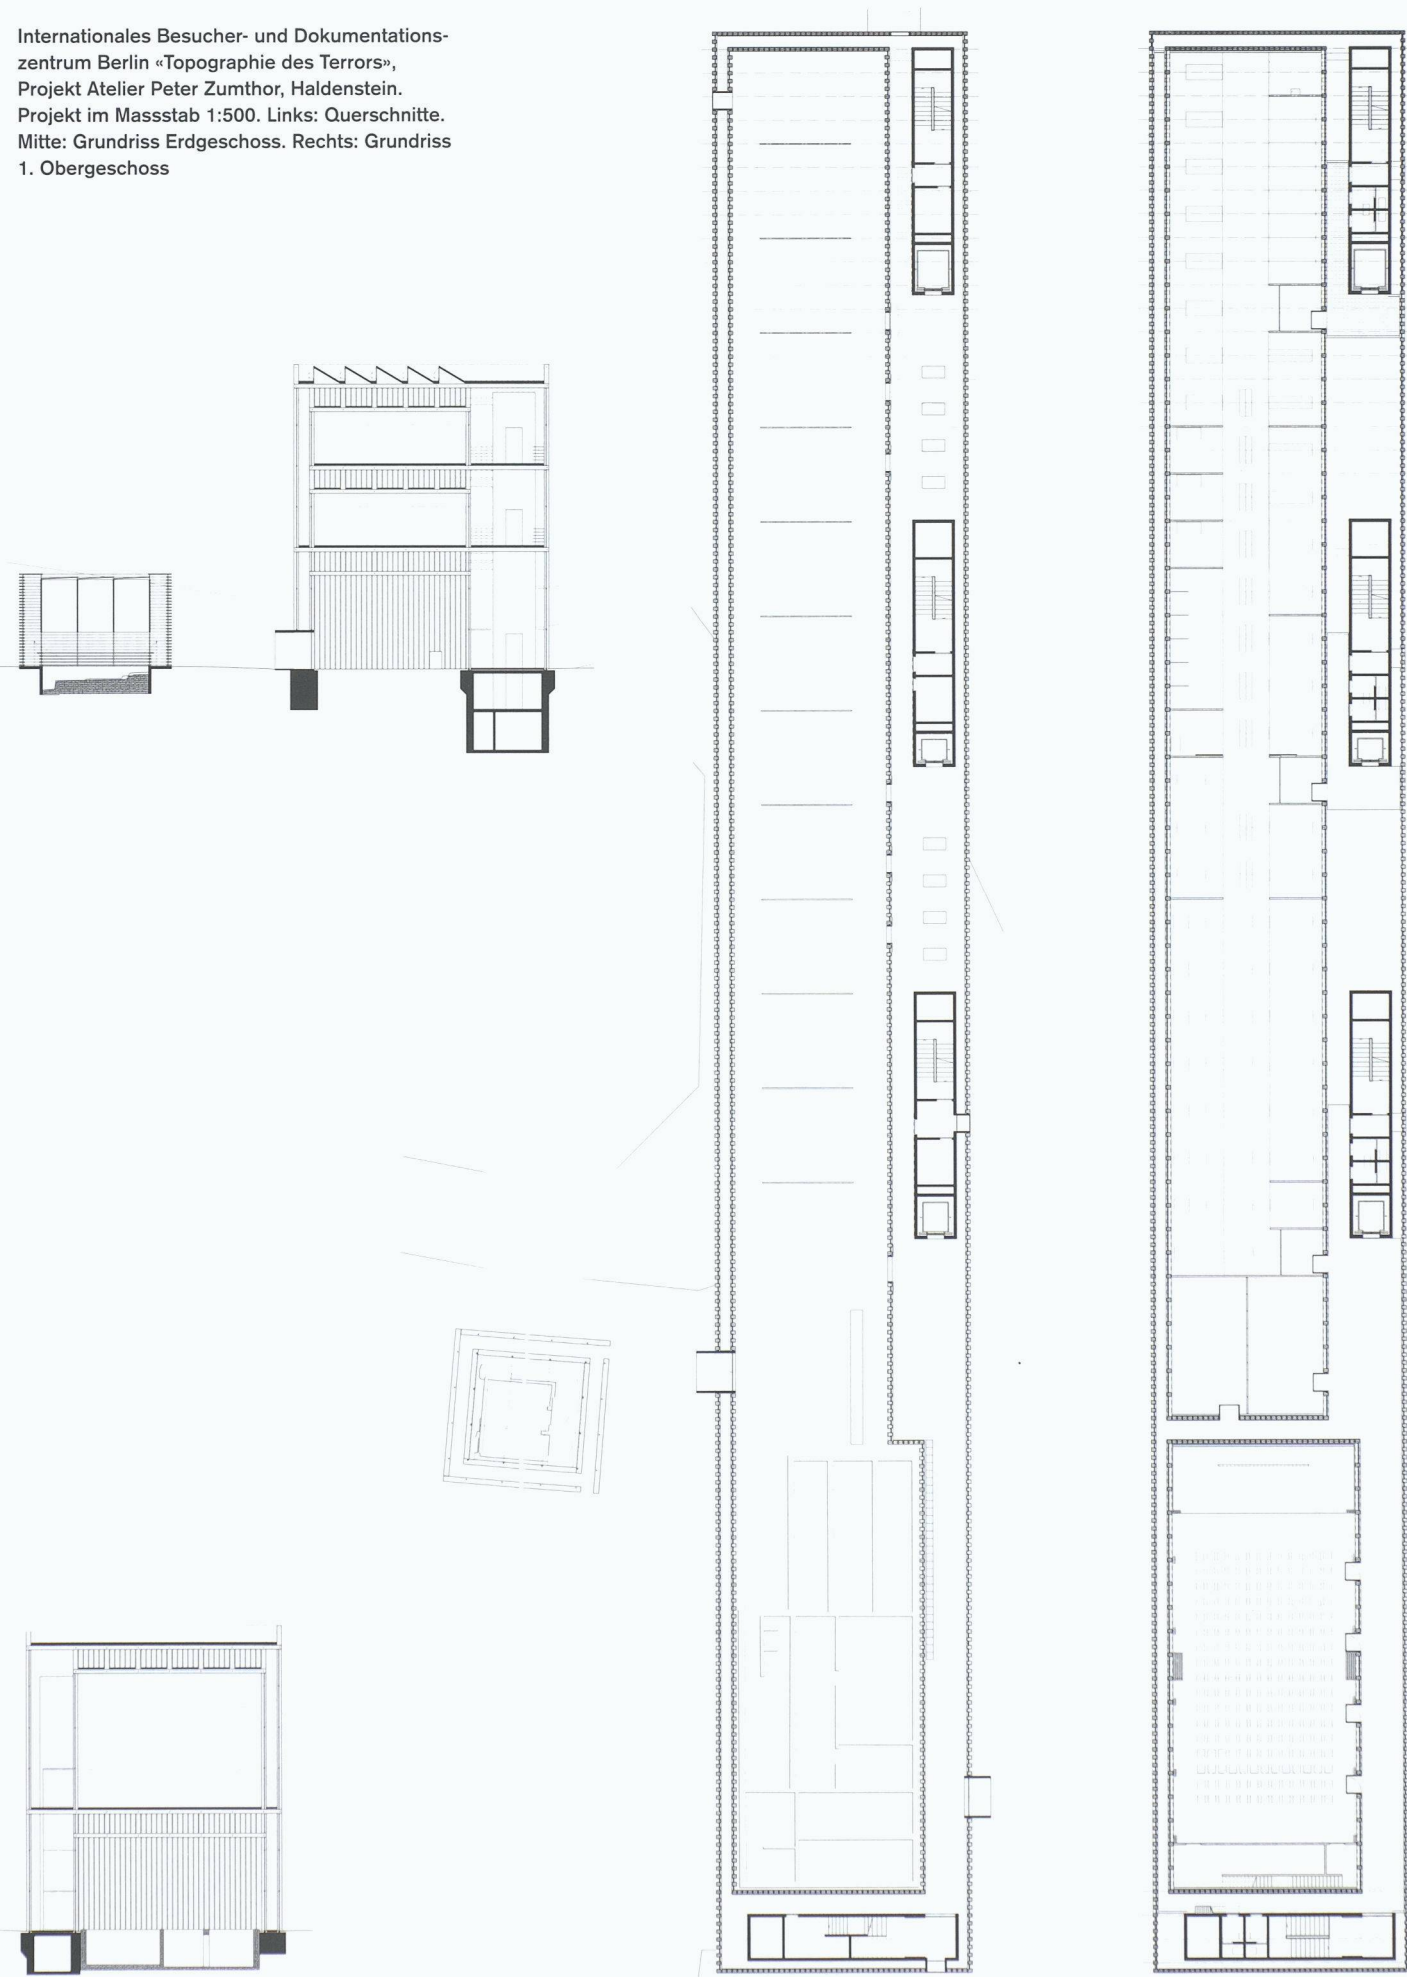 Internationales Besucher- und Dokumentations-
zentrum Berlin «Topographie des Terrors»,
Projekt Atelier Peter Zumthor, Haldenstein.
Projekt im Massstab 1:500. Links: Querschnitte.
Mitte: Grundriss Erdgeschoss. Rechts: Grundriss
1. Obergeschoss